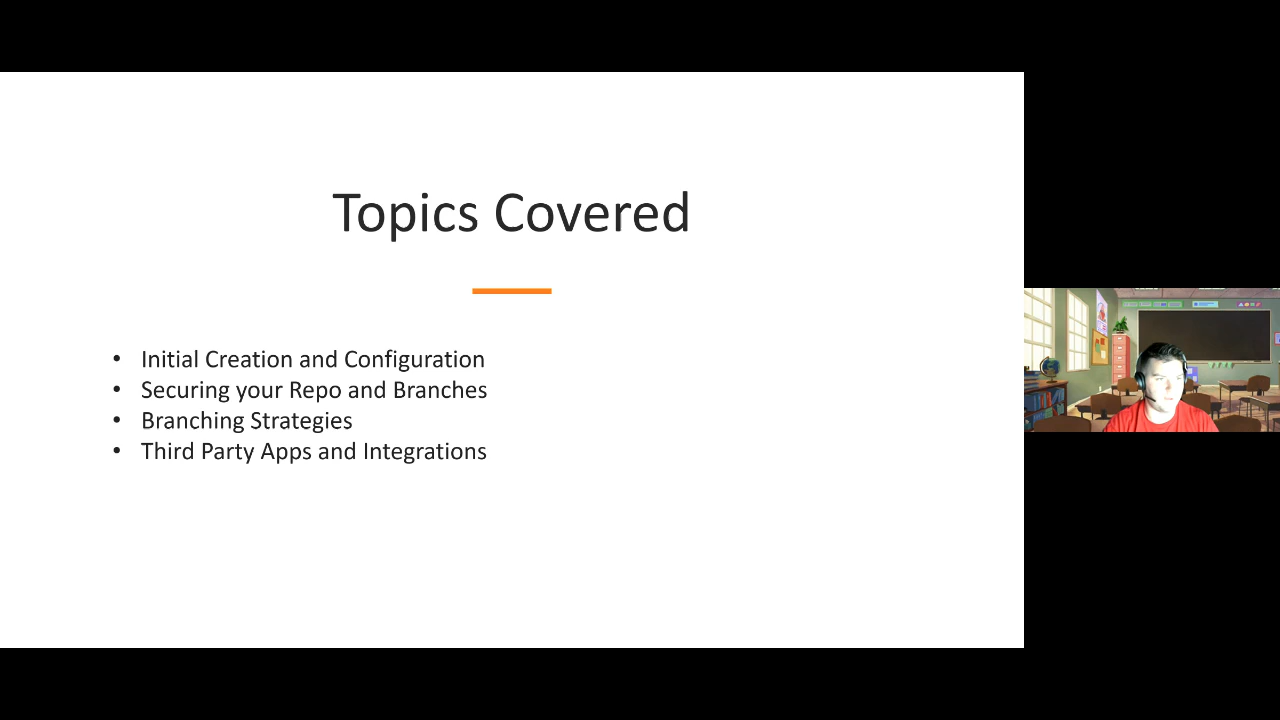 Topics Covered
• Initial Creation and Configuration
• Securing your Repo and Branches
• Branching Strategies
• Third Party Apps and Integrations